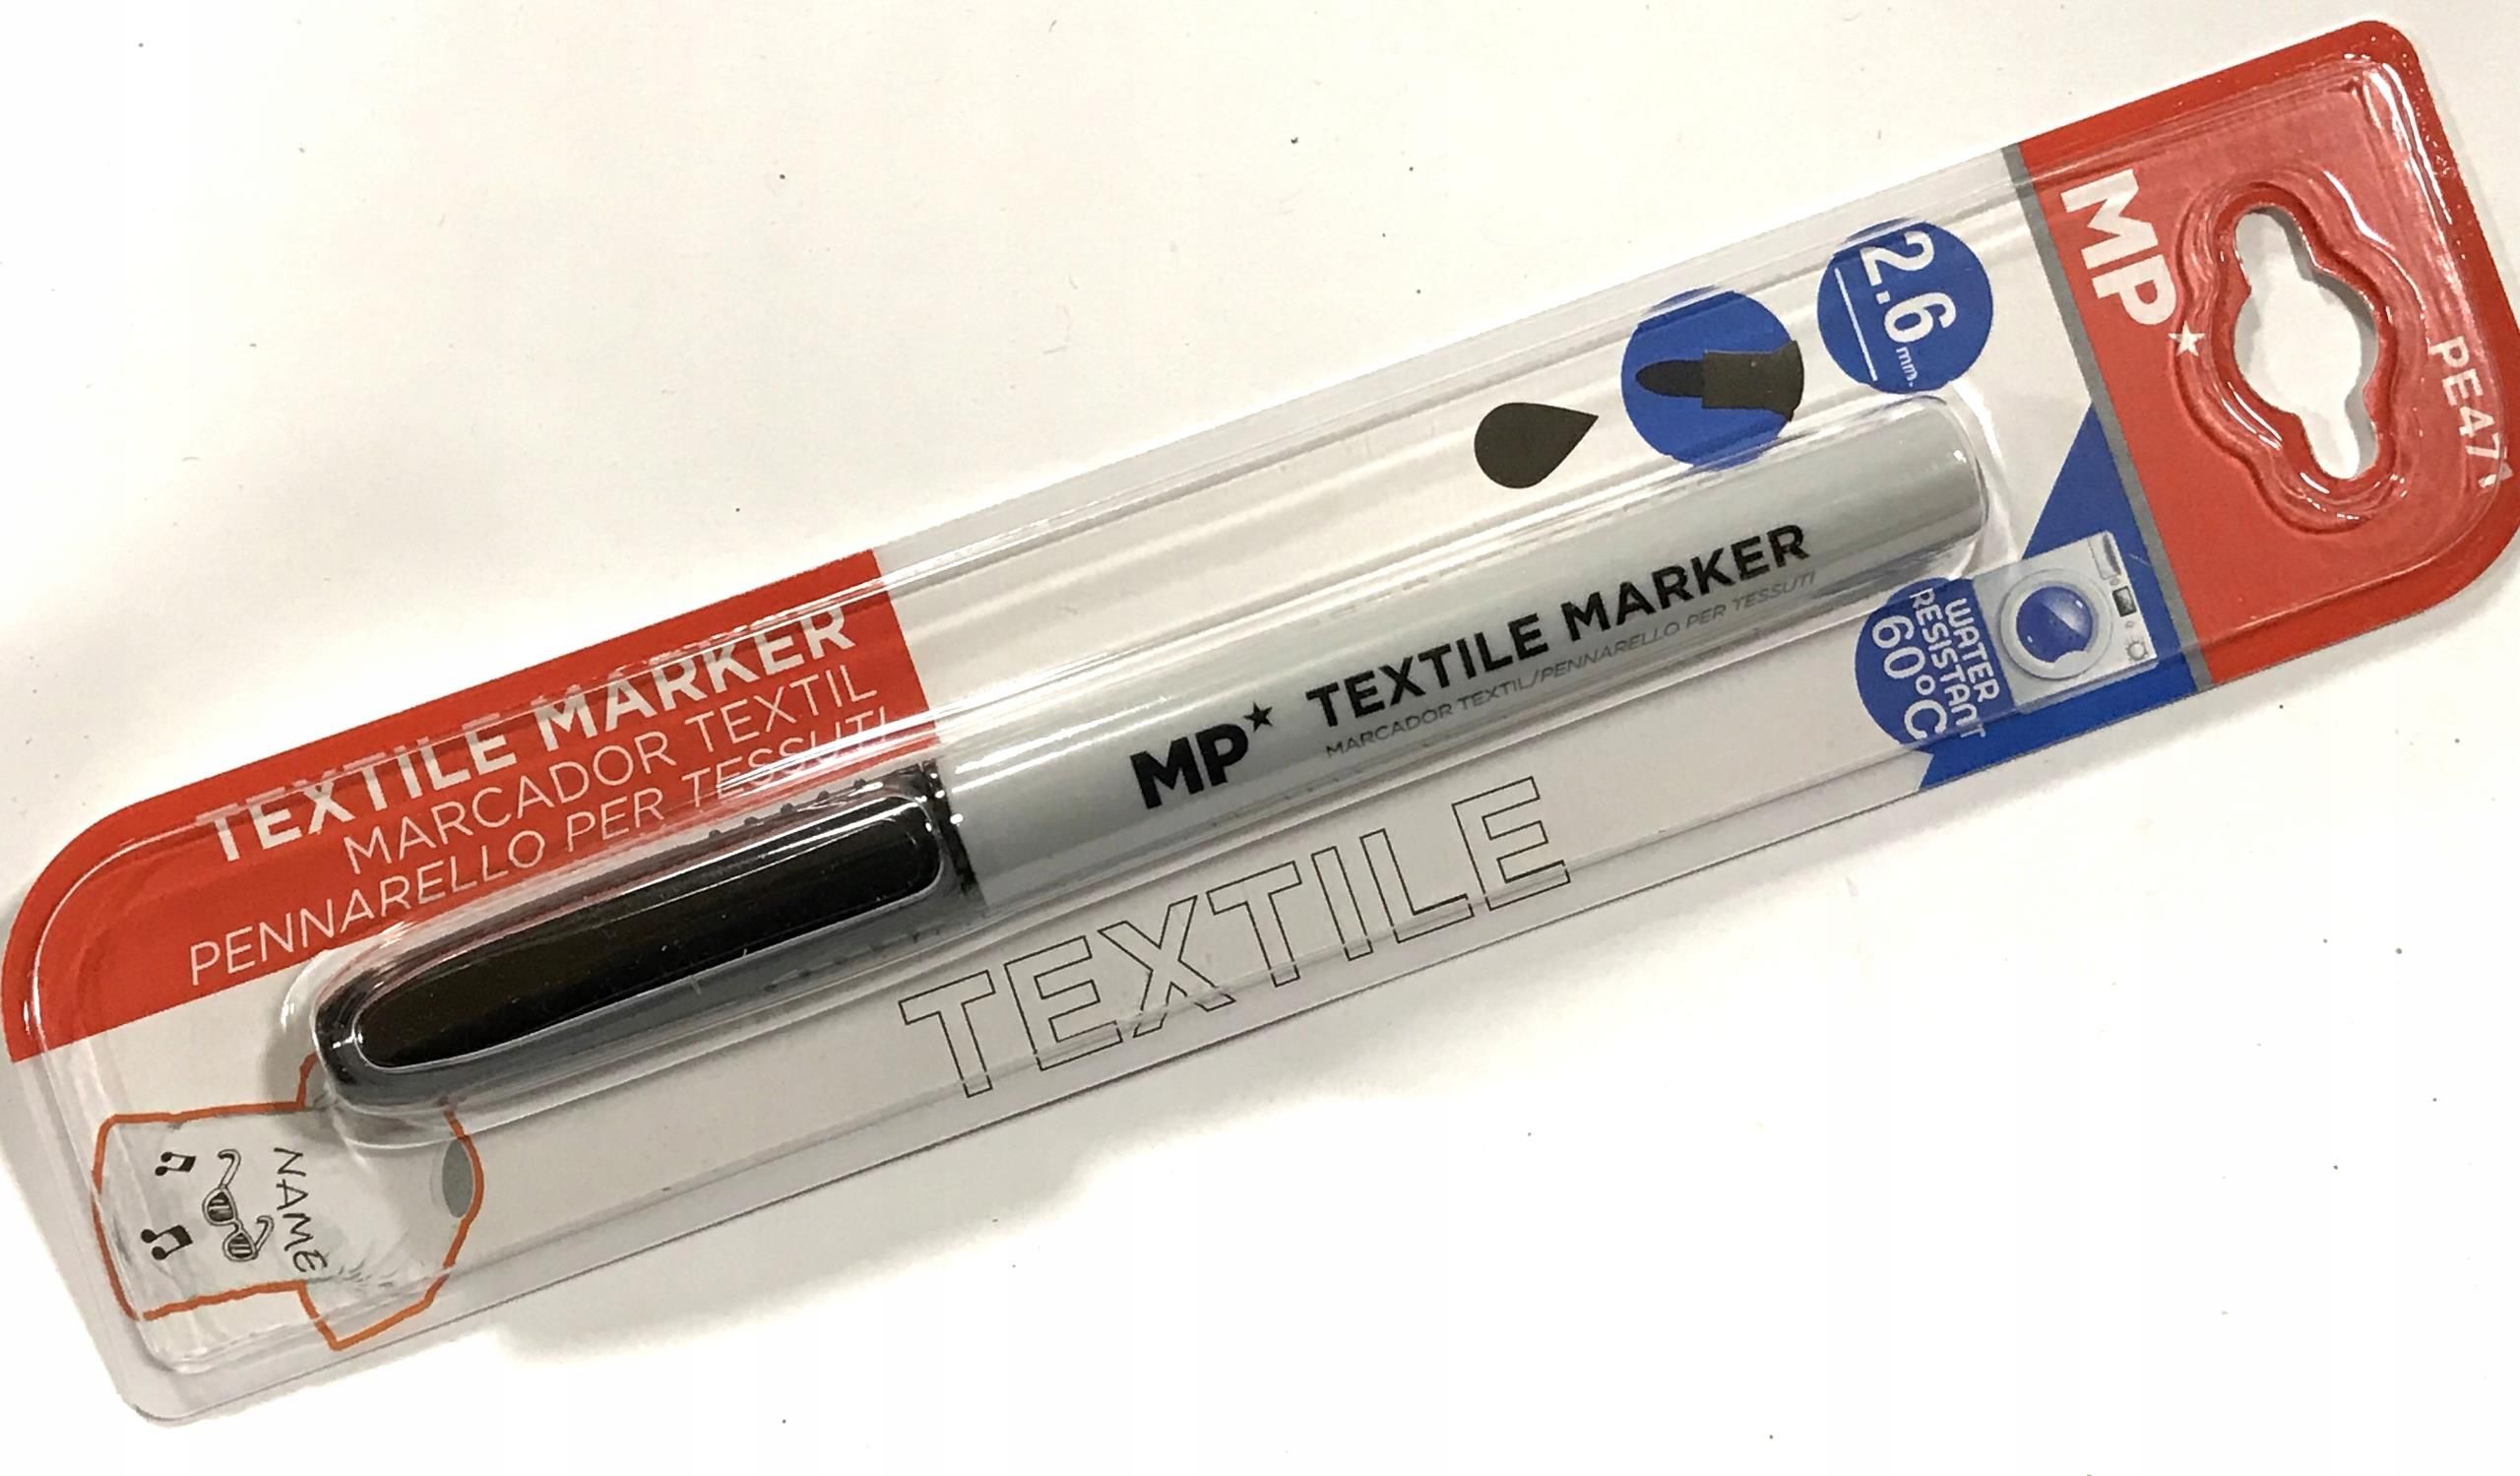 MP★
2.6 mm.
WATER
RESISTANT
60°C
TEXTILE MARKER
MARCADOR TEXTIL
PENNARELLO PER TESSUTI
MP★ TEXTILE MARKER
MARCADOR TEXTIL/PENNARELLO PER TESSUTI
TEXTILE
NAME